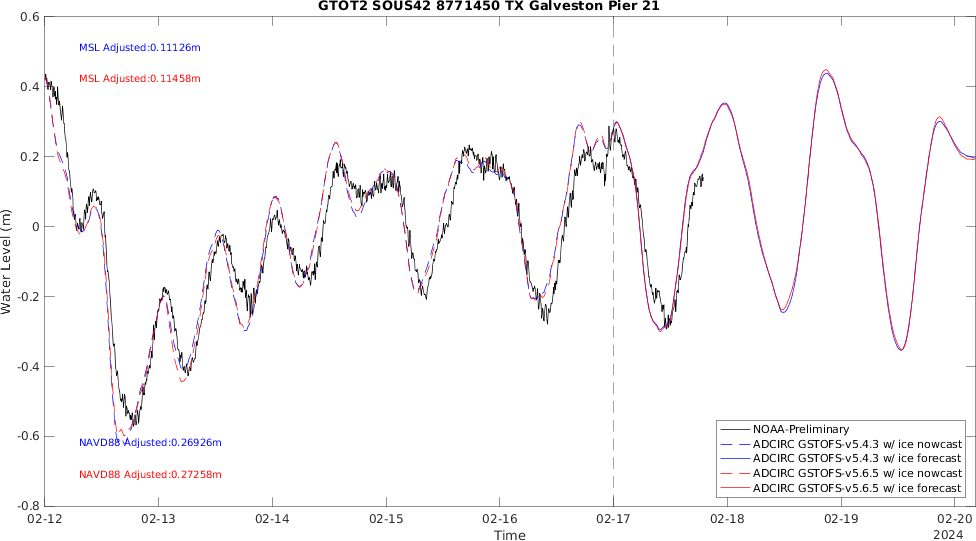 GTOT2 SOUS42 8771450 TX Galveston Pier 21
0.6
MSL Adjusted:0.11126m
MSL Adjusted:0.11458m
0.4
0.2
0
-0.2
-0.4
-0.6
-0.8
Water Level (m)
NAVD88 Adjusted:0.26926m
NAVD88 Adjusted:0.27258m
NOAA-Preliminary
ADCIRC GSTOFS-v5.4.3 w/ ice nowcast
ADCIRC GSTOFS-v5.4.3 w/ ice forecast
ADCIRC GSTOFS-v5.6.5 w/ ice nowcast
ADCIRC GSTOFS-v5.6.5 w/ ice forecast
02-12 02-13 02-14 02-15 02-16 02-17 02-18 02-19 02-20
Time
2024